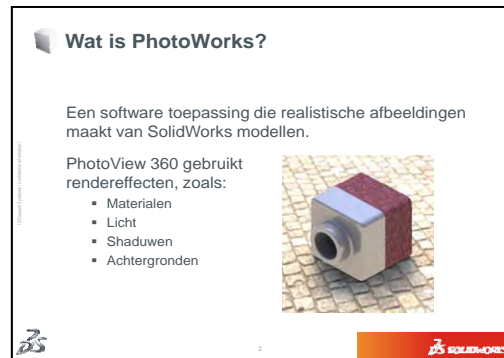 Wat is PhotoWorks?
Een software toepassing die realistische afbeeldingen
maakt van SolidWorks modellen.
PhotoView 360 gebruikt
rendereffecten, zoals:
▪ Materialen
▪ Licht
▪ Shaduwen
▪ Achtergronden
2
SOLIDWORKS